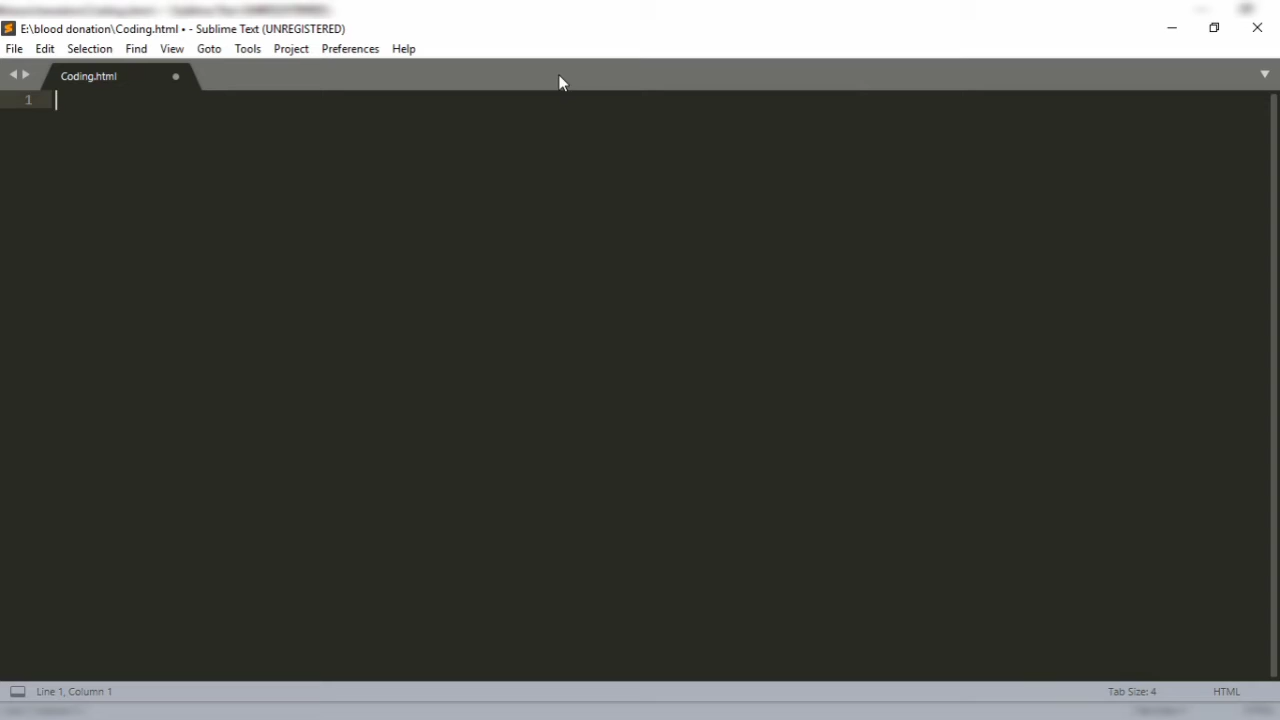 E:\blood donation\Coding.html • - Sublime Text (UNREGISTERED)
File Edit Selection Find View Goto Tools Project Preferences Help
Coding.html
1
Line 1, Column 1 Tab Size: 4 HTML